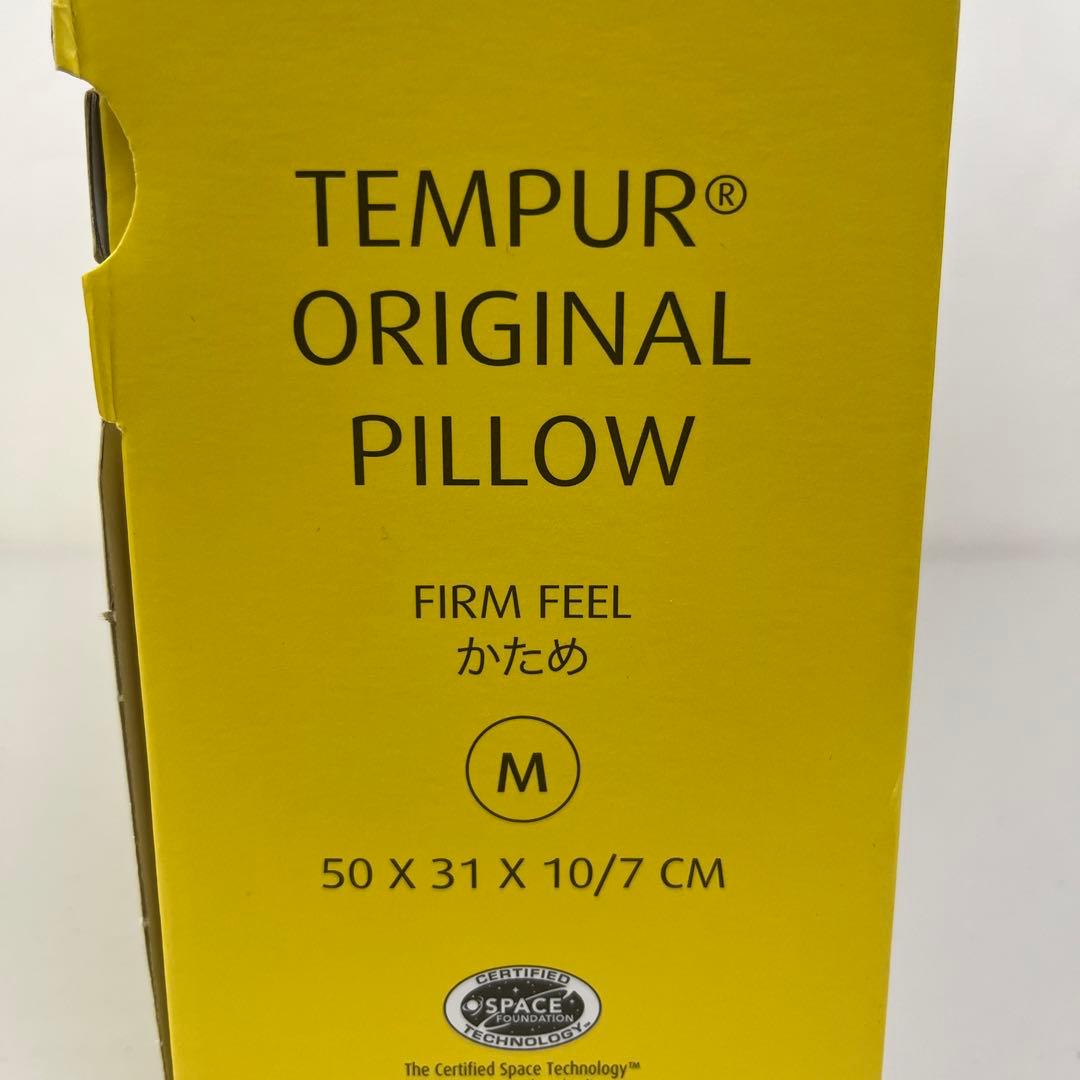 TEMPUR®
ORIGINAL
PILLOW
FIRM FEEL
かため
M
50 X 31 X 10/7 CM
CERTIFIED
SPACE
FOUNDATION
TECHNOLOGY™
The Certified Space Technology™